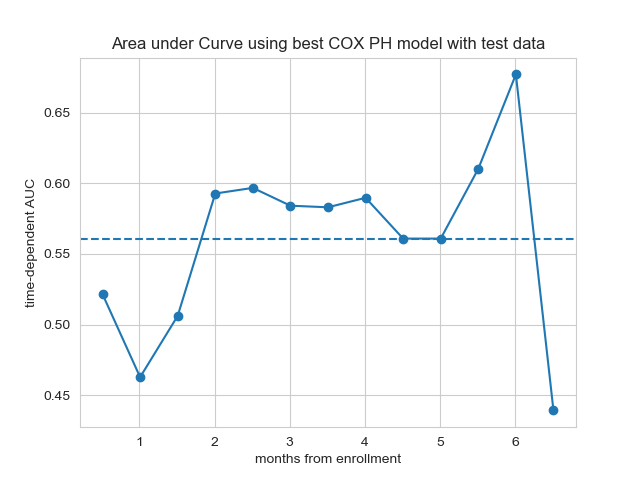 Area under Curve using best COX PH model with test data
time-dependent AUC
0.65
0.60
0.55
0.50
0.45
1 2 3 4 5 6
months from enrollment